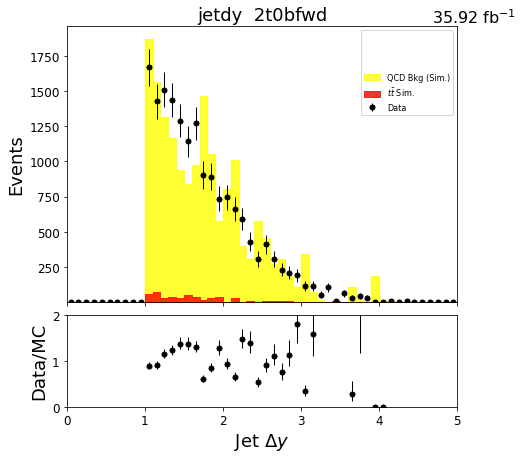 jetdy 2t0bfwd
35.92 fb⁻¹
Events
1750
1500
1250
1000
750
500
250
QCD Bkg (Sim.)
tt̄ Sim.
Data
Data/MC
2
1
0
0 1 2 3 4 5
Jet Δy